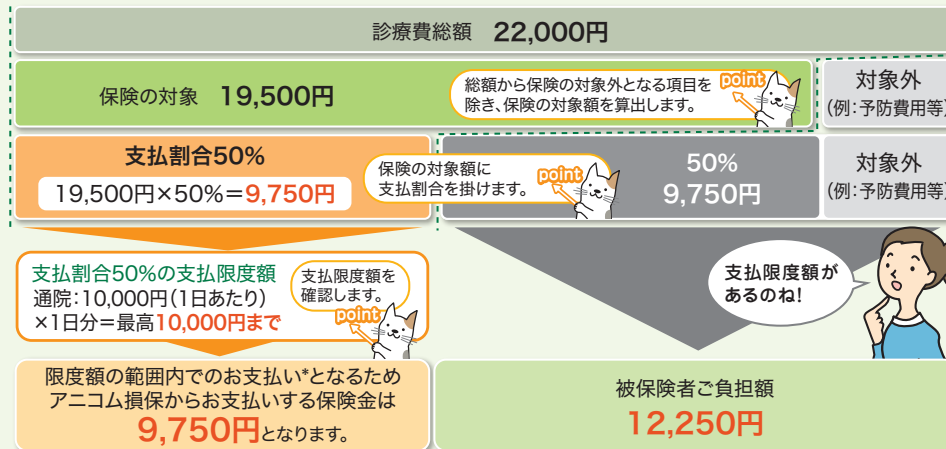 診療費総額 22,000円
保険の対象 19,500円
総額から保険の対象外となる項目を
除き、保険の対象額を算出します。
point
対象外
(例:予防費用等)
支払割合50%
19,500円×50%=9,750円
保険の対象額に
支払割合を掛けます。
point
50%
9,750円
対象外
(例:予防費用等)
支払割合50%の支払限度額
通院:10,000円(1日あたり)
×1日分=最高10,000円まで
支払限度額を
確認します。
point
支払限度額が
あるのね!
限度額の範囲内でのお支払い*となるため
アニコム損保からお支払いする保険金は
9,750円となります。
被保険者ご負担額
12,250円